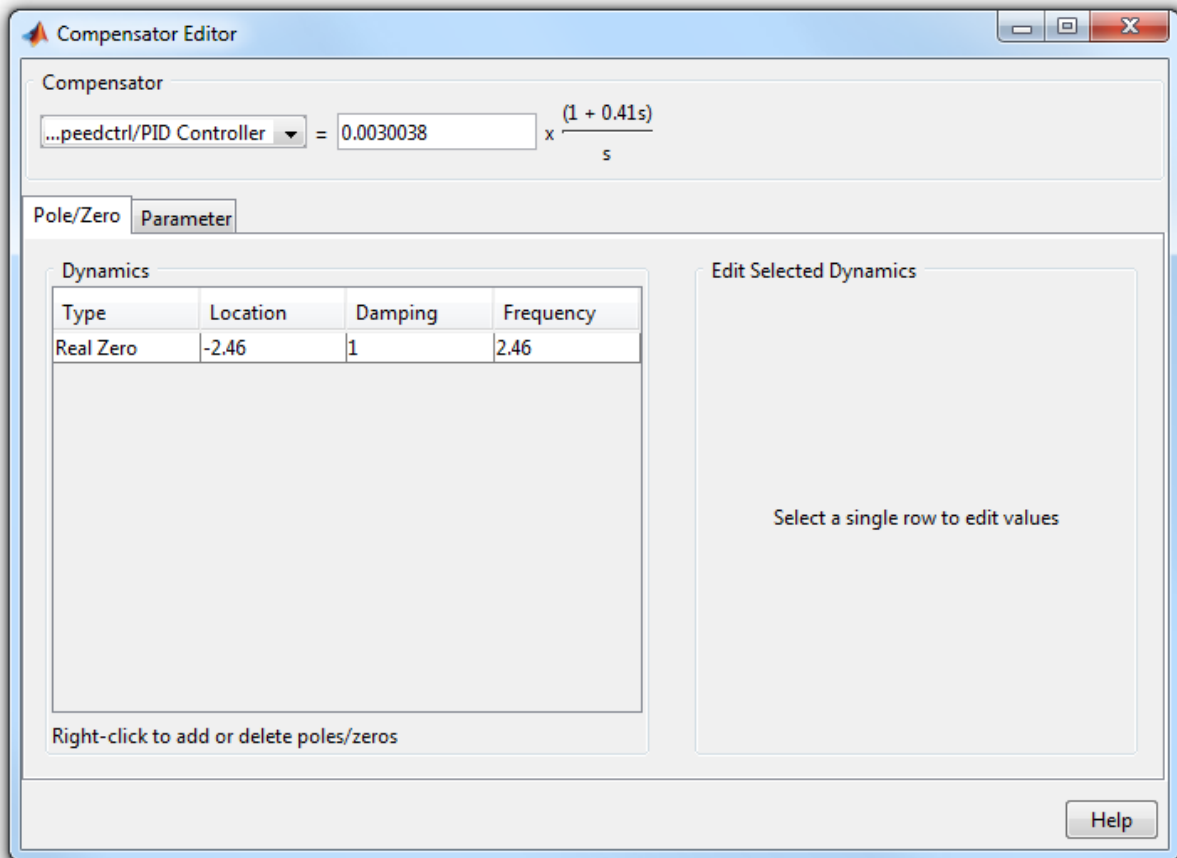 Compensator Editor
Compensator
...peedctrl/PID Controller = 0.0030038 x (1 + 0.41s)
s
Pole/Zero Parameter
Dynamics
Type Location Damping Frequency
Real Zero -2.46 1 2.46
Right-click to add or delete poles/zeros
Edit Selected Dynamics
Select a single row to edit values
Help